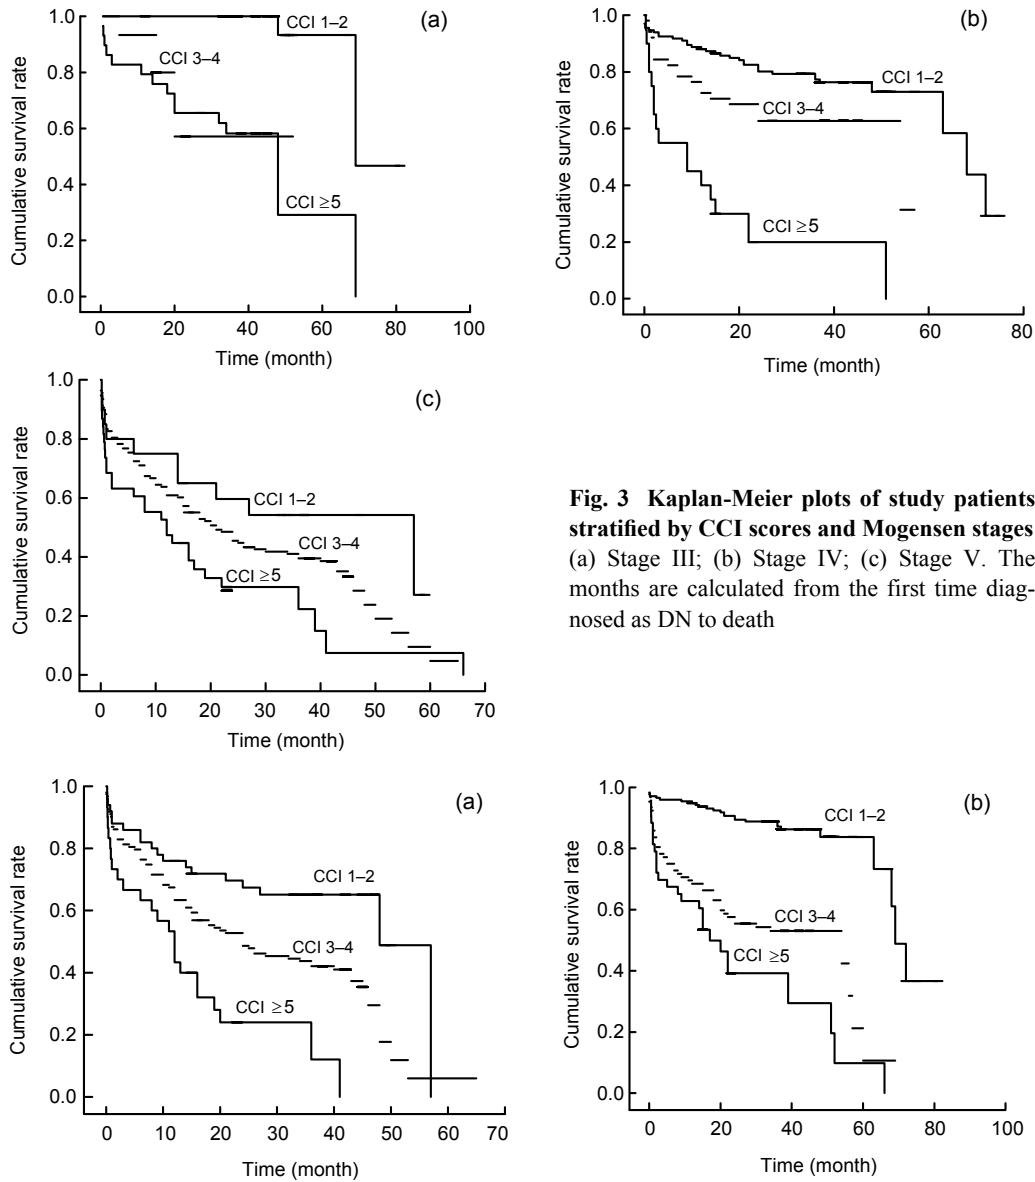 (a)
1.0
0.8
0.6
0.4
0.2
0.0
Cumulative survival rate
CCI 1–2
CCI 3–4
CCI ≥5
0 20 40 60 80 100
Time (month)
(b)
1.0
0.8
0.6
0.4
0.2
0.0
Cumulative survival rate
CCI 1–2
CCI 3–4
CCI ≥5
0 20 40 60 80
Time (month)
(c)
1.0
0.8
0.6
0.4
0.2
0.0
Cumulative survival rate
CCI 1–2
CCI 3–4
CCI ≥5
0 10 20 30 40 50 60 70
Time (month)
Fig. 3 Kaplan-Meier plots of study patients
stratified by CCI scores and Mogensen stages
(a) Stage III; (b) Stage IV; (c) Stage V. The
months are calculated from the first time diag-
nosed as DN to death
(a)
1.0
0.8
0.6
0.4
0.2
0.0
Cumulative survival rate
CCI 1–2
CCI 3–4
CCI ≥5
0 10 20 30 40 50 60 70
Time (month)
(b)
1.0
0.8
0.6
0.4
0.2
0.0
Cumulative survival rate
CCI 1–2
CCI 3–4
CCI ≥5
0 20 40 60 80 100
Time (month)